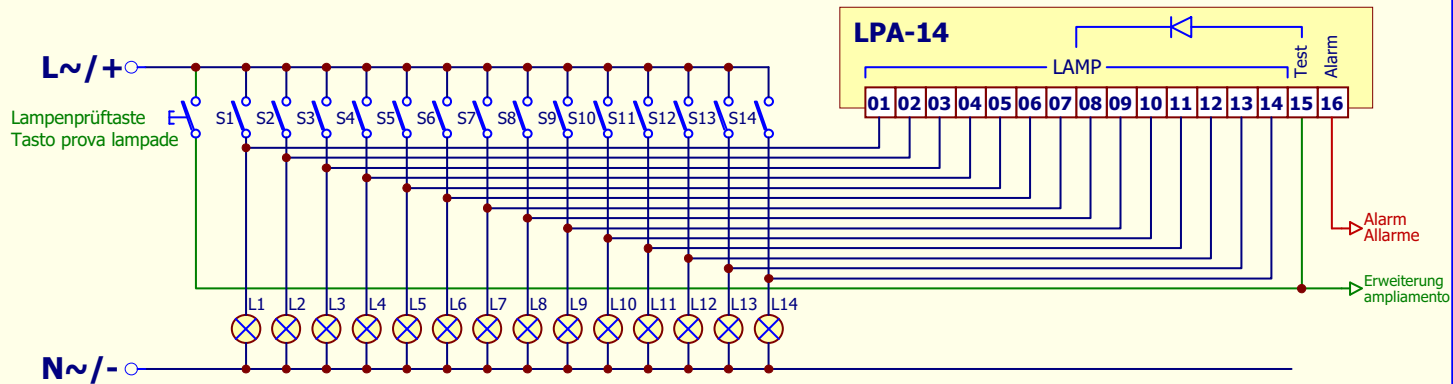 LPA-14
LAMP
Test
Alarm
01 02 03 04 05 06 07 08 09 10 11 12 13 14 15 16
L~/+
Lampenprüftaste
Tasto prova lampade
S1 S2 S3 S4 S5 S6 S7 S8 S9 S10 S11 S12 S13 S14
Alarm
Allarme
Erweiterung
ampliamento
L1 L2 L3 L4 L5 L6 L7 L8 L9 L10 L11 L12 L13 L14
N~/-